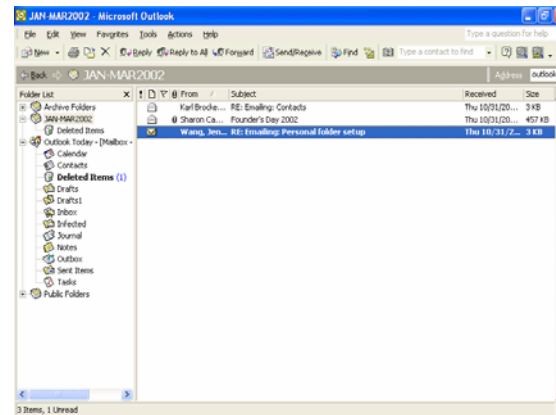 JAN-MAR2002 - Microsoft Outlook
File Edit View Favorites Tools Actions Help Type a question for help
New Reply Reply to All Forward Send/Receive Find Type a contact to find
Back JAN-MAR2002 Address outlook
Folder List X From Subject Received Size
Archive Folders
JAN-MAR2002
Deleted Items
Outlook Today - [Mailbox -
Calendar
Contacts
Deleted Items (1)
Drafts
Drafts1
Inbox
Infected
Journal
Notes
Outbox
Sent Items
Tasks
Public Folders
Karl Brocke... RE: Emailing: Contacts Thu 10/31/20... 3 KB
Sharon Ca... Founder's Day 2002 Thu 10/31/20... 457 KB
Wang, Jen... RE: Emailing: Personal folder setup Thu 10/31/2... 3 KB
3 Items, 1 Unread